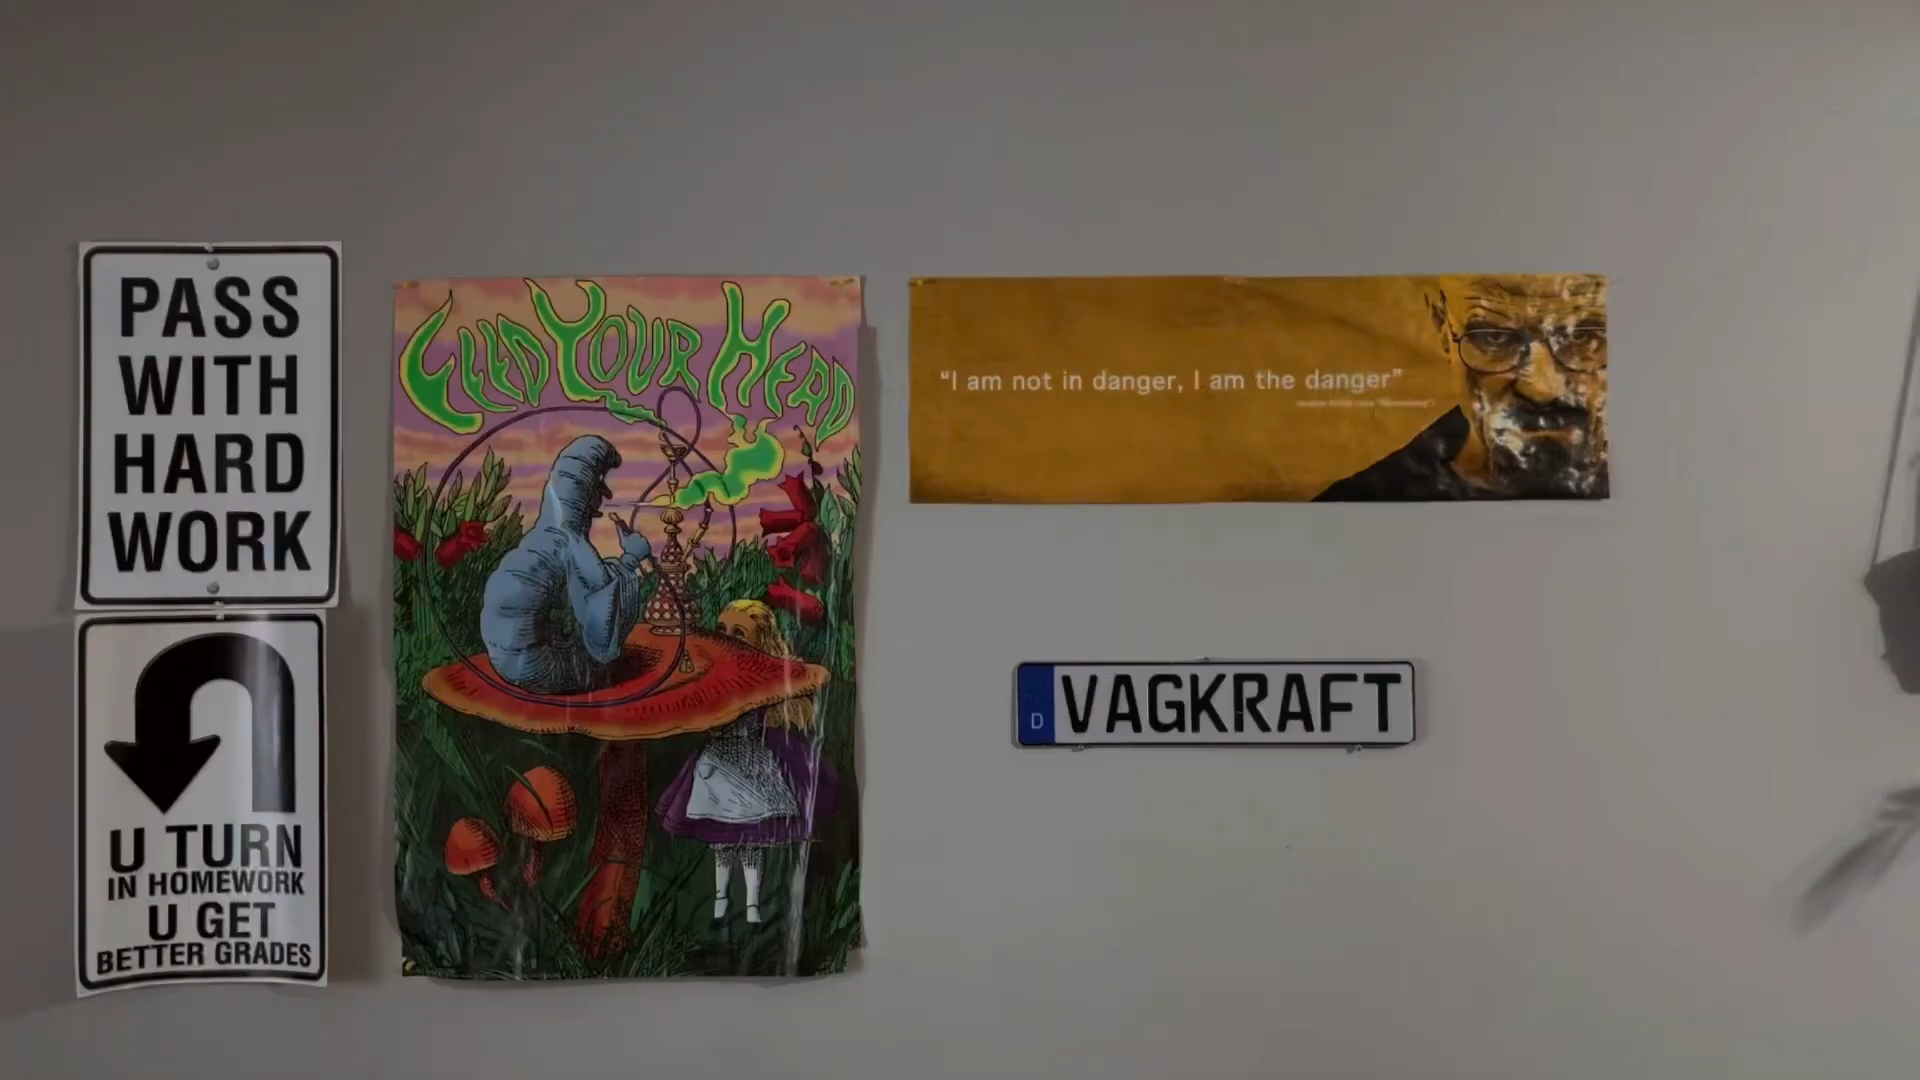 PASS
WITH
HARD
WORK
U TURN
IN HOMEWORK
U GET
BETTER GRADES
FEED YOUR HEAD
“I am not in danger, I am the danger”
D VAGKRAFT